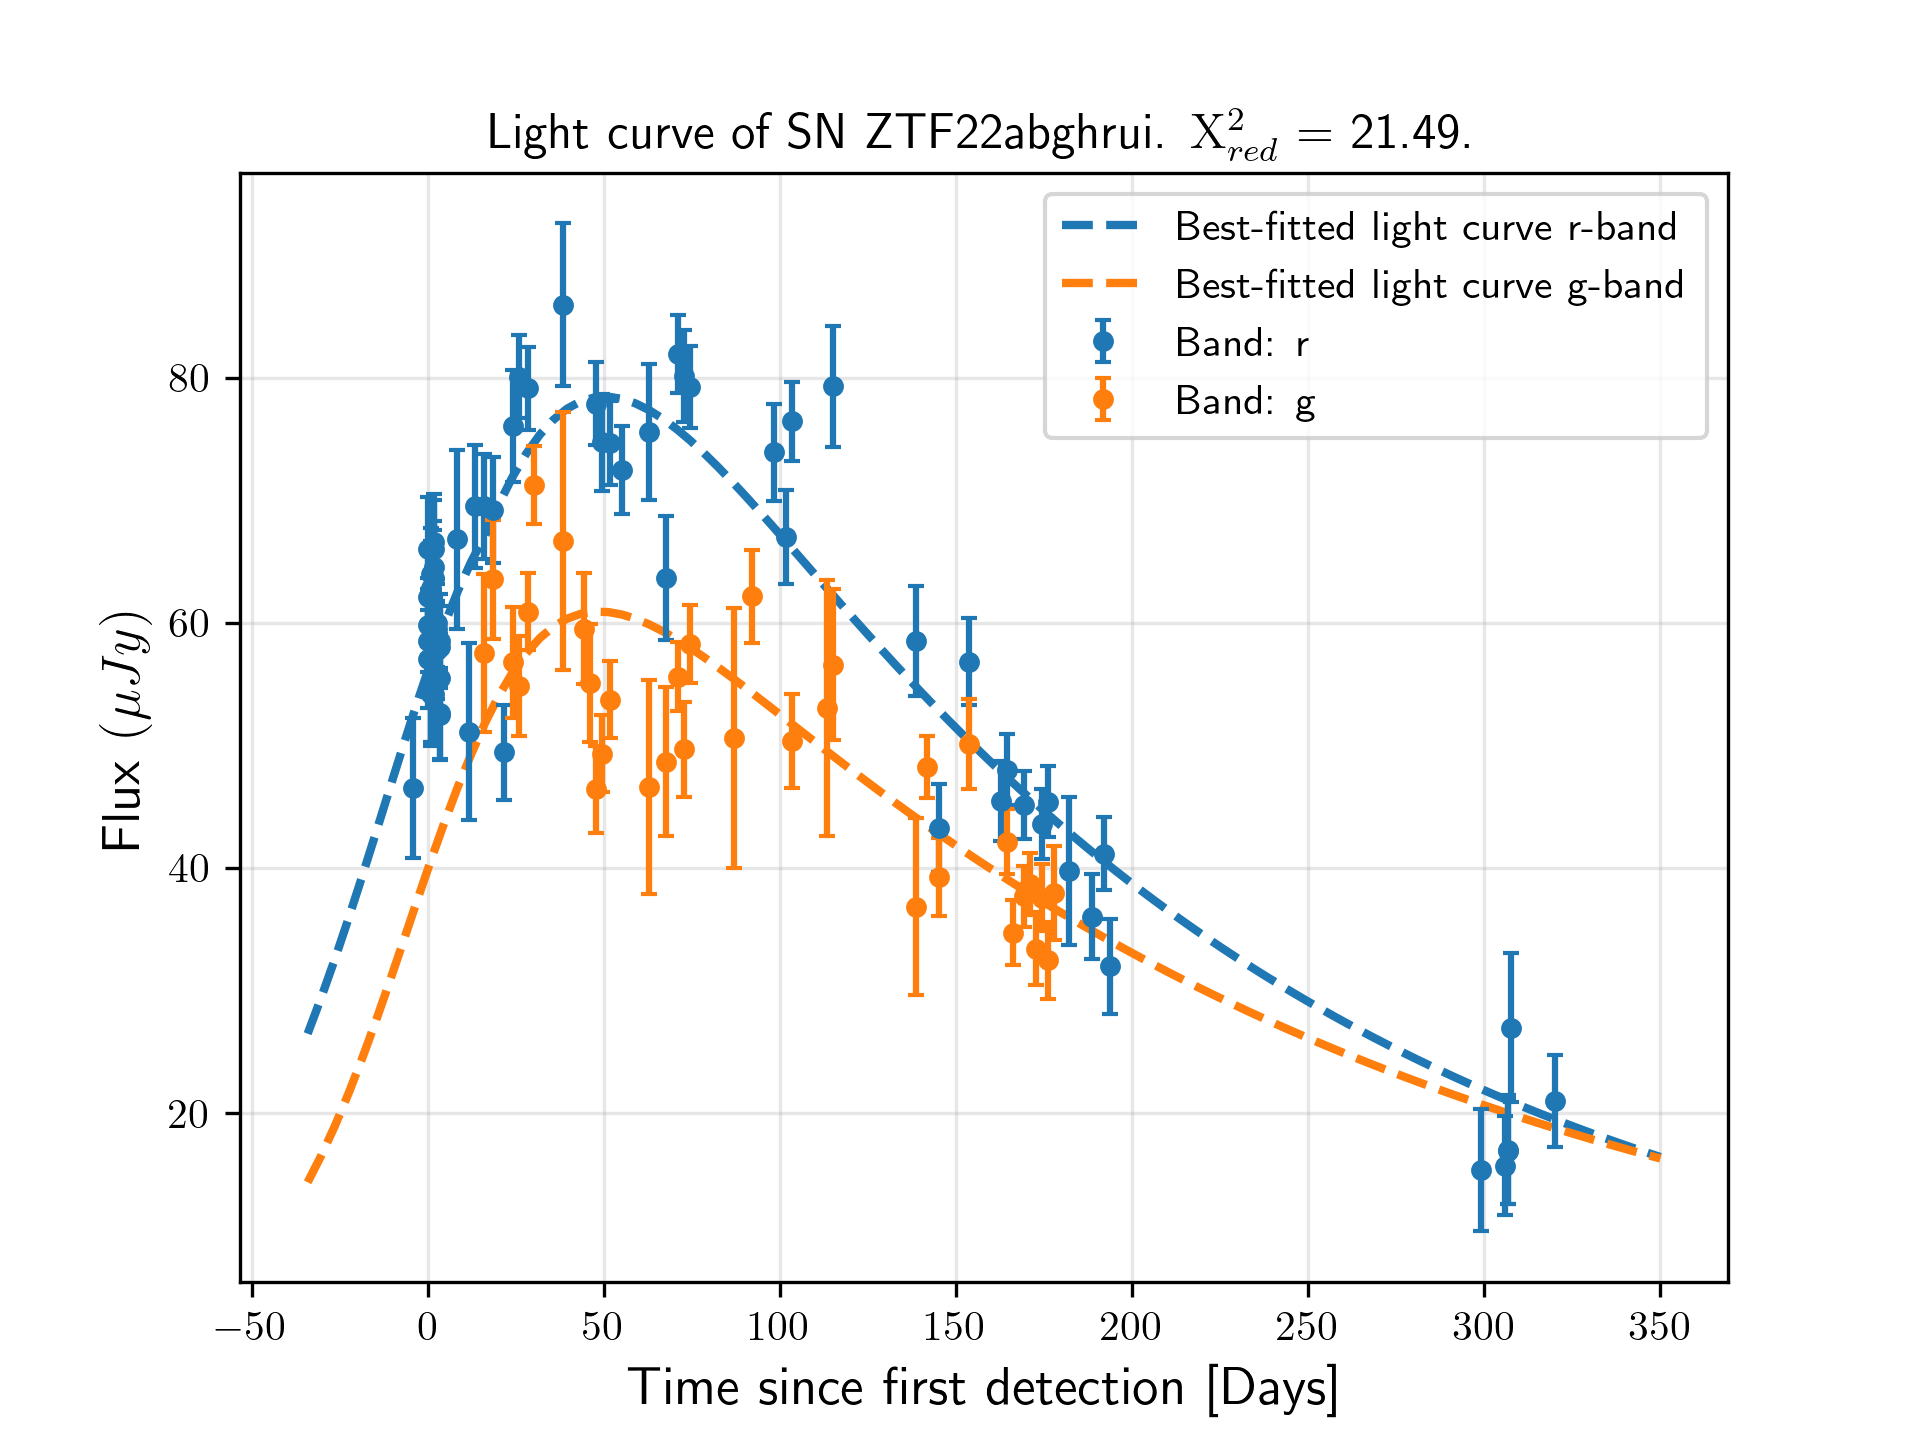 Light curve of SN ZTF22abghrui. X²_red = 21.49.
Best-fitted light curve r-band
Best-fitted light curve g-band
Band: r
Band: g
80
60
40
20
Flux (μJy)
−50 0 50 100 150 200 250 300 350
Time since first detection [Days]